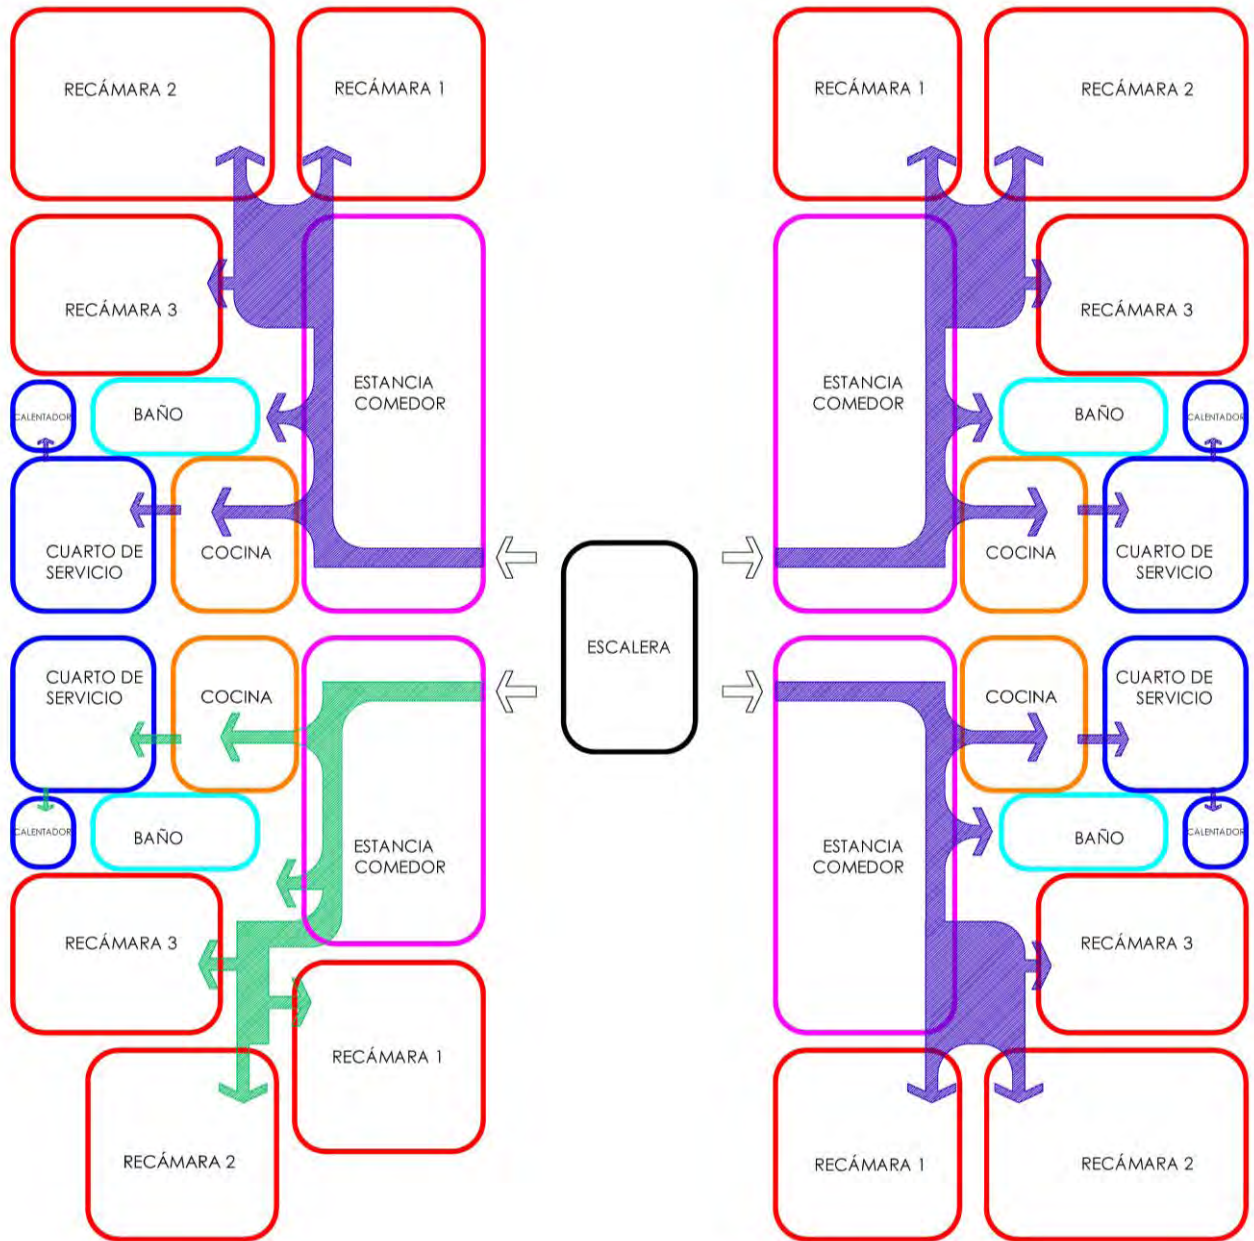 RECÁMARA 2
RECÁMARA 1
RECÁMARA 1
RECÁMARA 2
RECÁMARA 3
RECÁMARA 3
ESTANCIA
COMEDOR
ESTANCIA
COMEDOR
CALENTADOR
BAÑO
BAÑO
CALENTADOR
CUARTO DE
SERVICIO
COCINA
COCINA
CUARTO DE
SERVICIO
ESCALERA
CUARTO DE
SERVICIO
COCINA
COCINA
CUARTO DE
SERVICIO
CALENTADOR
BAÑO
ESTANCIA
COMEDOR
ESTANCIA
COMEDOR
BAÑO
CALENTADOR
RECÁMARA 3
RECÁMARA 3
RECÁMARA 1
RECÁMARA 2
RECÁMARA 1
RECÁMARA 2